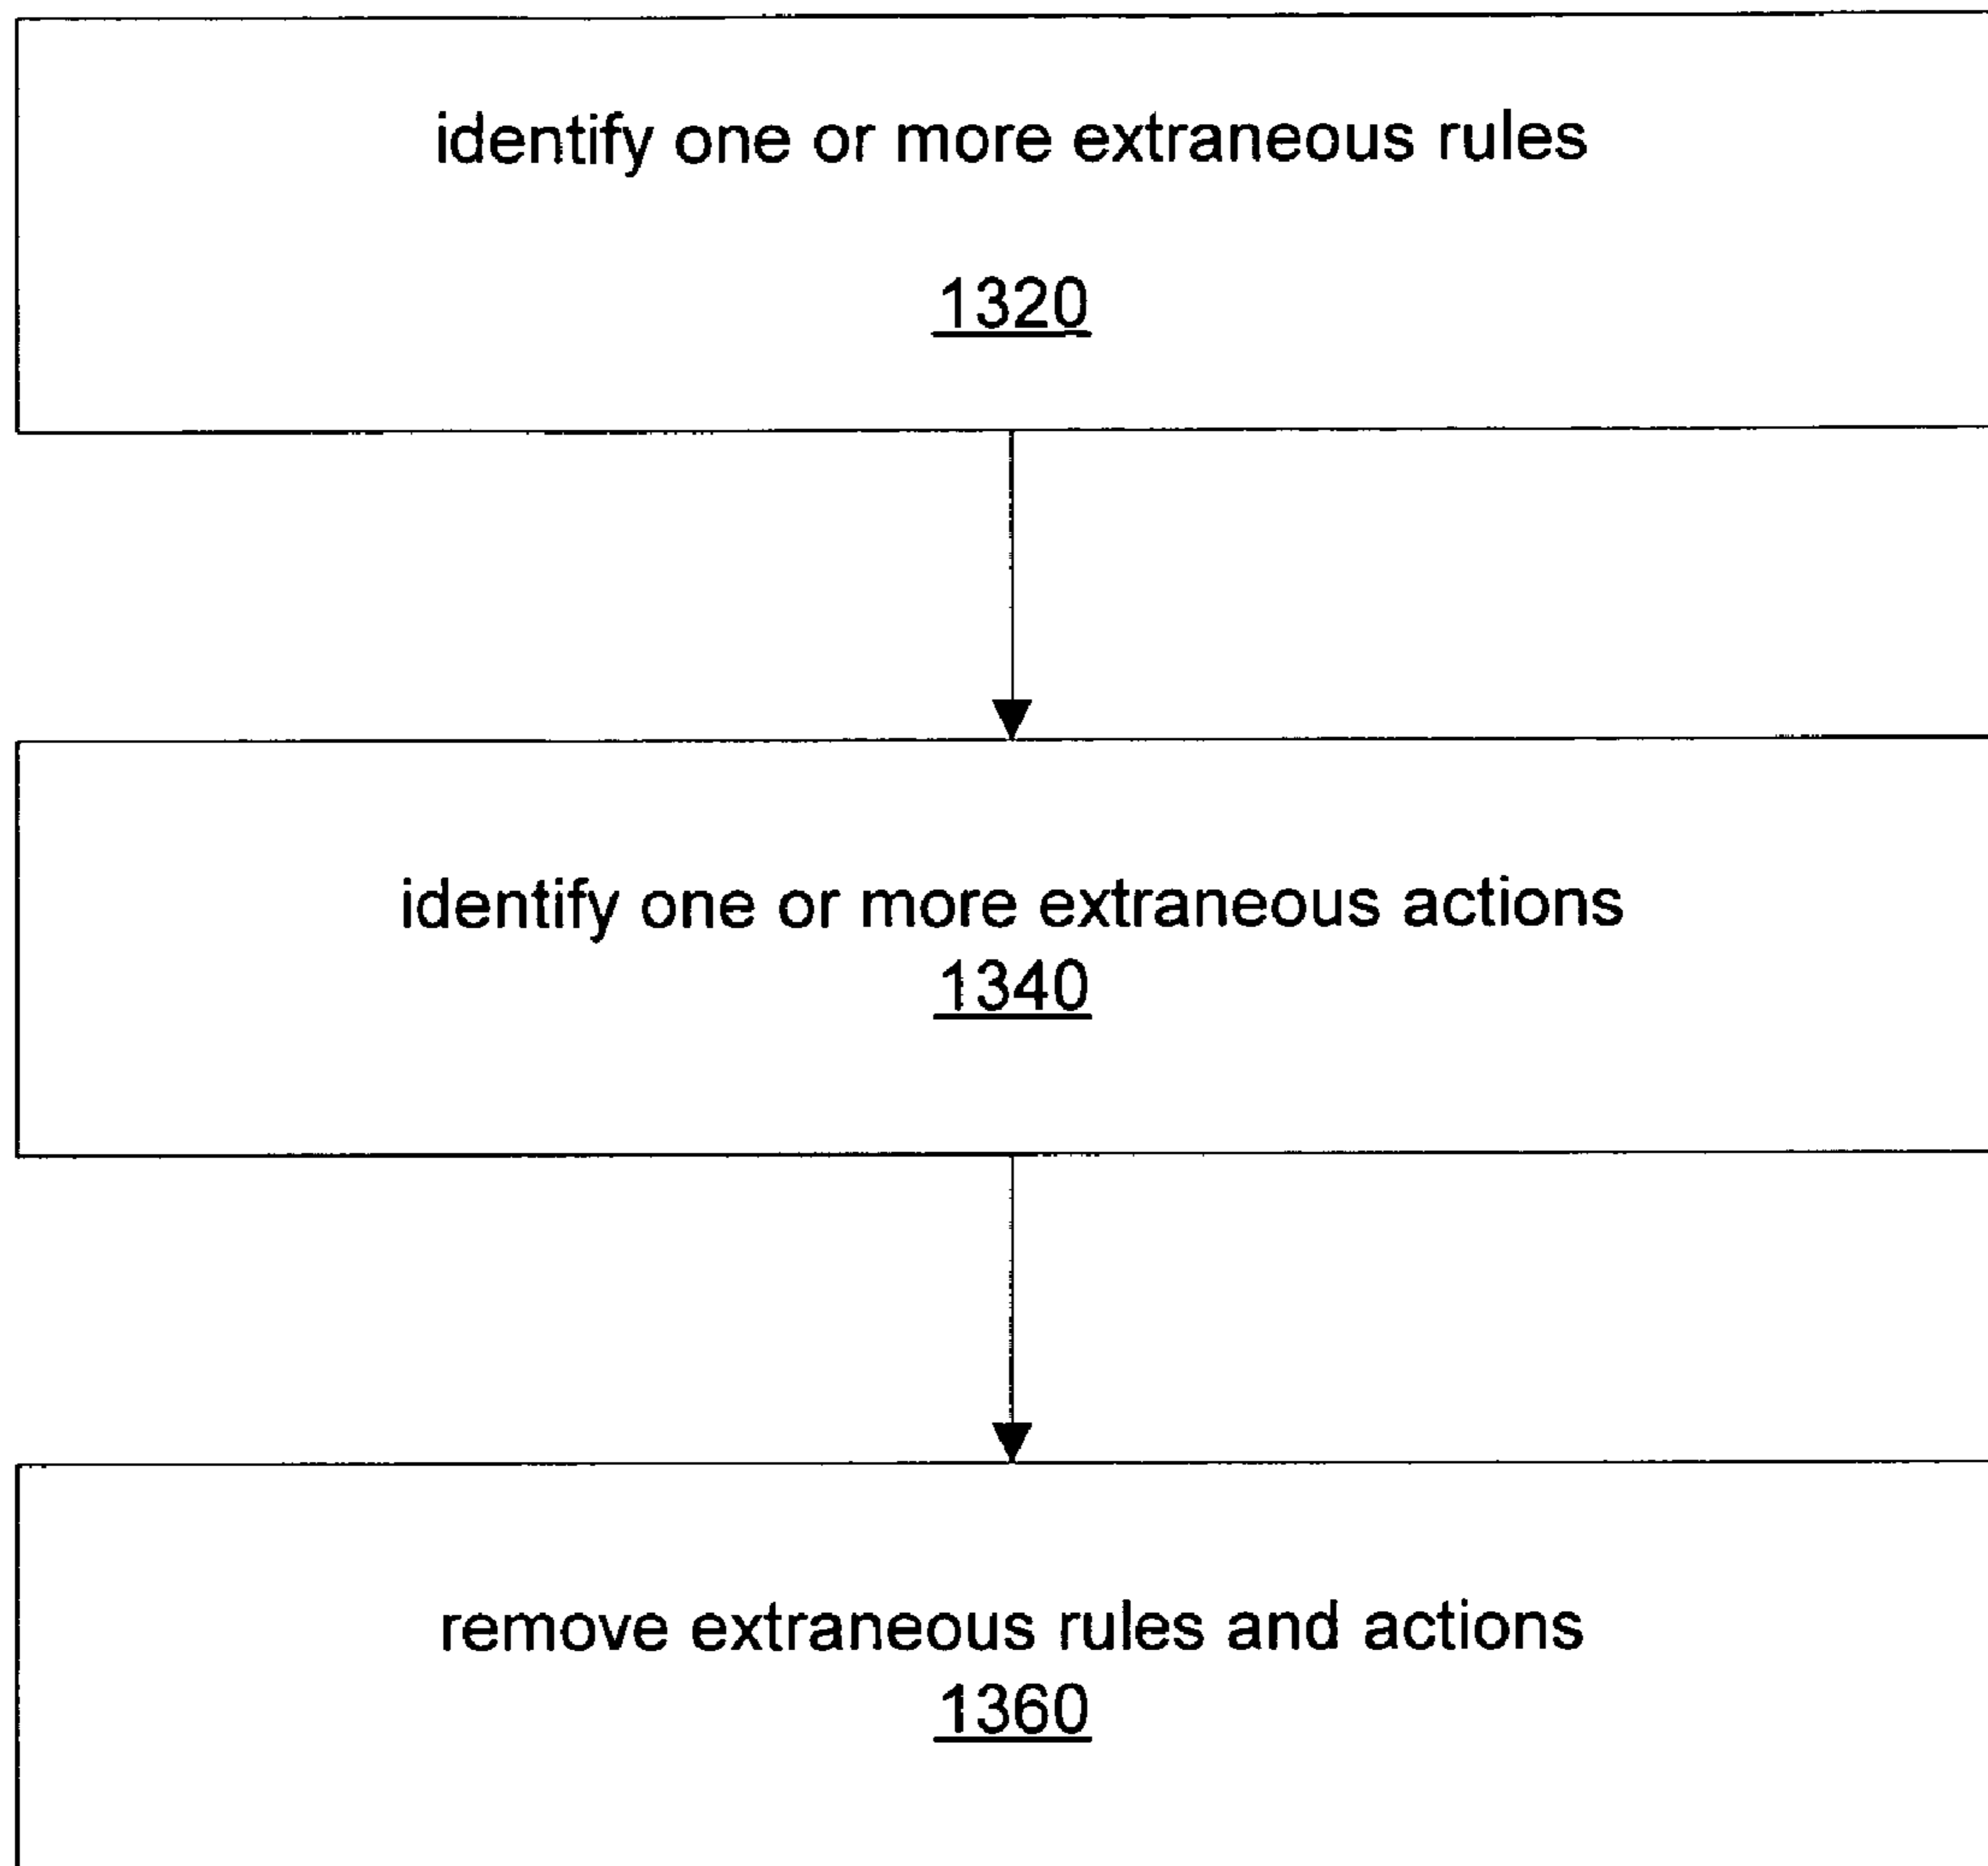 identify one or more extraneous rules
1320
identify one or more extraneous actions
1340
remove extraneous rules and actions
1360